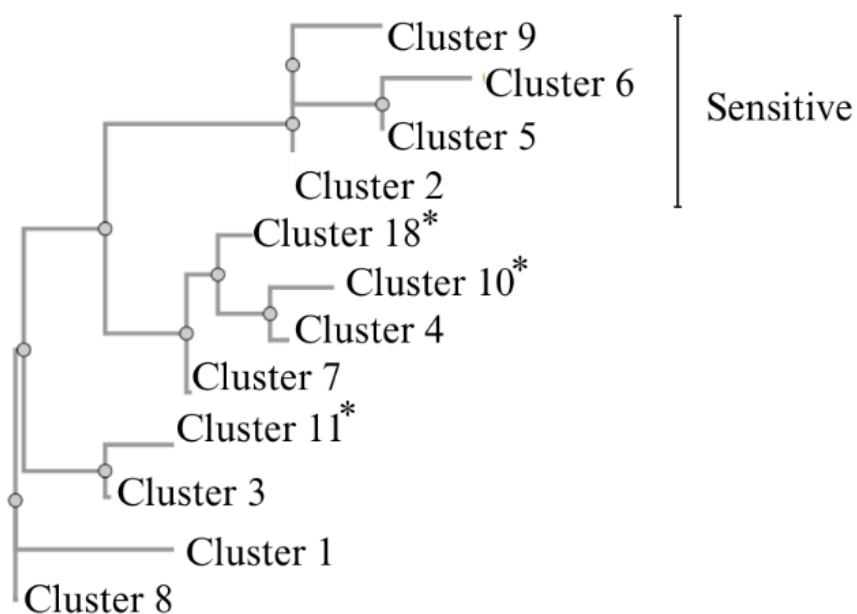 Cluster 9
Cluster 6
Sensitive
Cluster 5
Cluster 2
Cluster 18*
Cluster 10*
Cluster 4
Cluster 7
Cluster 11*
Cluster 3
Cluster 1
Cluster 8